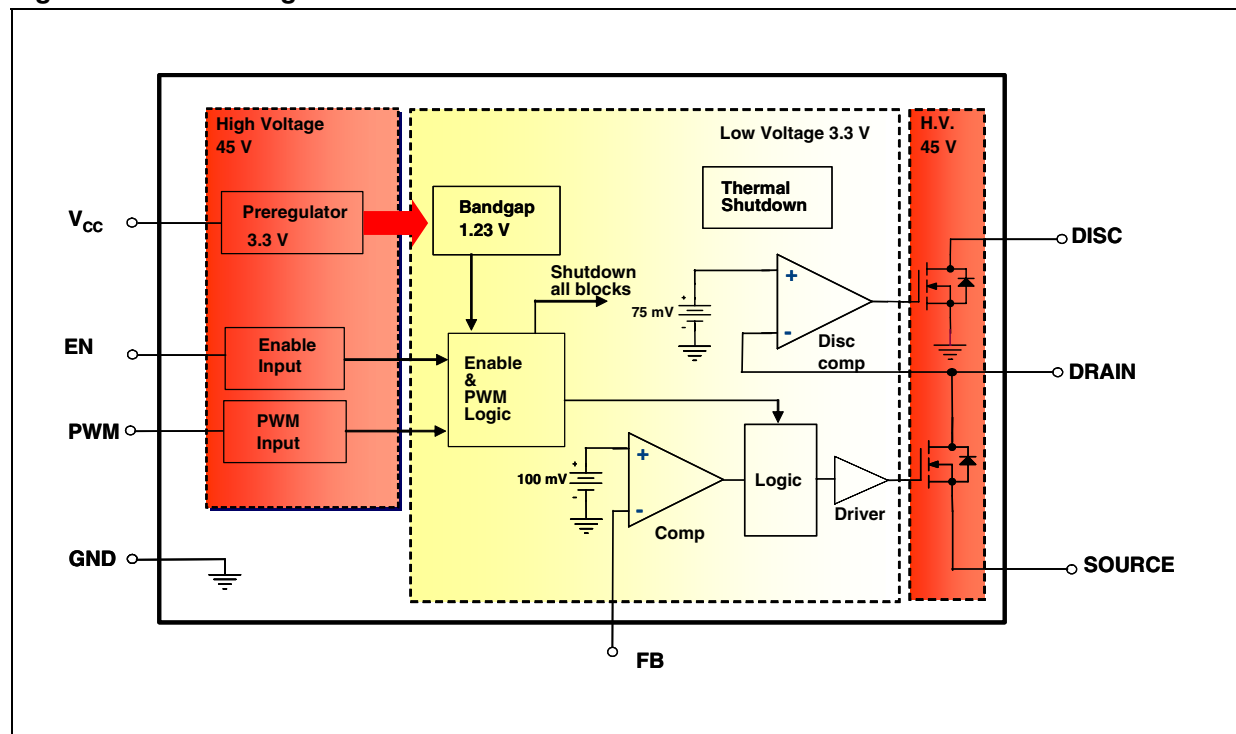 High Voltage
45 V
Low Voltage 3.3 V
H.V.
45 V
Thermal
Shutdown
VCC
Preregulator
3.3 V
Bandgap
1.23 V
DISC
Shutdown
all blocks
+
+
75 mV
-
-
Disc
comp
EN
Enable
Input
Enable
&
PWM
Logic
DRAIN
PWM
PWM
Input
+
+
100 mV
-
-
Comp
Logic
Driver
GND
SOURCE
FB